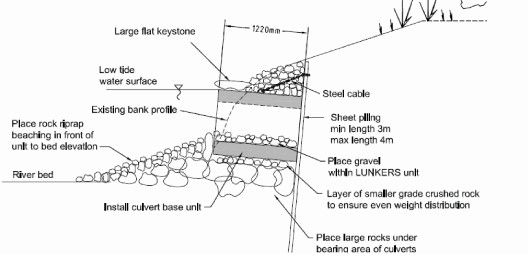 1220mm
Large flat keystone
Low tide
water surface
Steel cable
Existing bank profile
Sheet piling
min length 3m
max length 4m
Place rock riprap
beaching in front of
unit to bed elevation
Place gravel
within LUNKERS unit
River bed
Layer of smaller grade crushed rock
to ensure even weight distribution
Install culvert base unit
Place large rocks under
bearing area of culverts